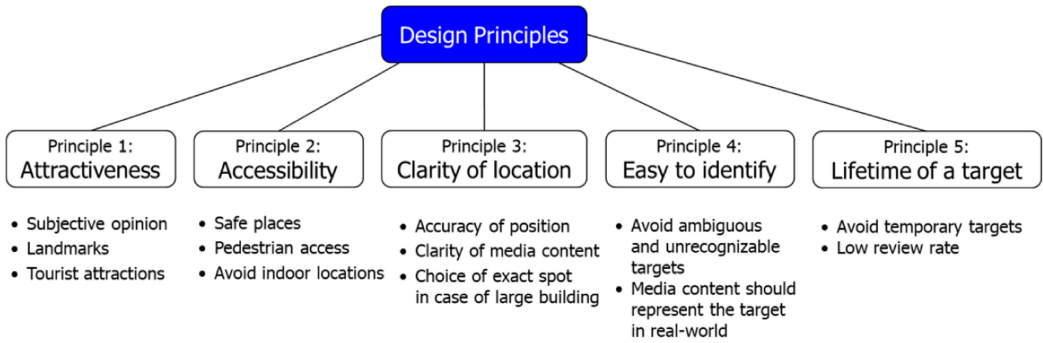 Design Principles
Principle 1:
Attractiveness
• Subjective opinion
• Landmarks
• Tourist attractions
Principle 2:
Accessibility
• Safe places
• Pedestrian access
• Avoid indoor locations
Principle 3:
Clarity of location
• Accuracy of position
• Clarity of media content
• Choice of exact spot
in case of large building
Principle 4:
Easy to identify
• Avoid ambiguous
and unrecognizable
targets
• Media content should
represent the target
in real-world
Principle 5:
Lifetime of a target
• Avoid temporary targets
• Low review rate